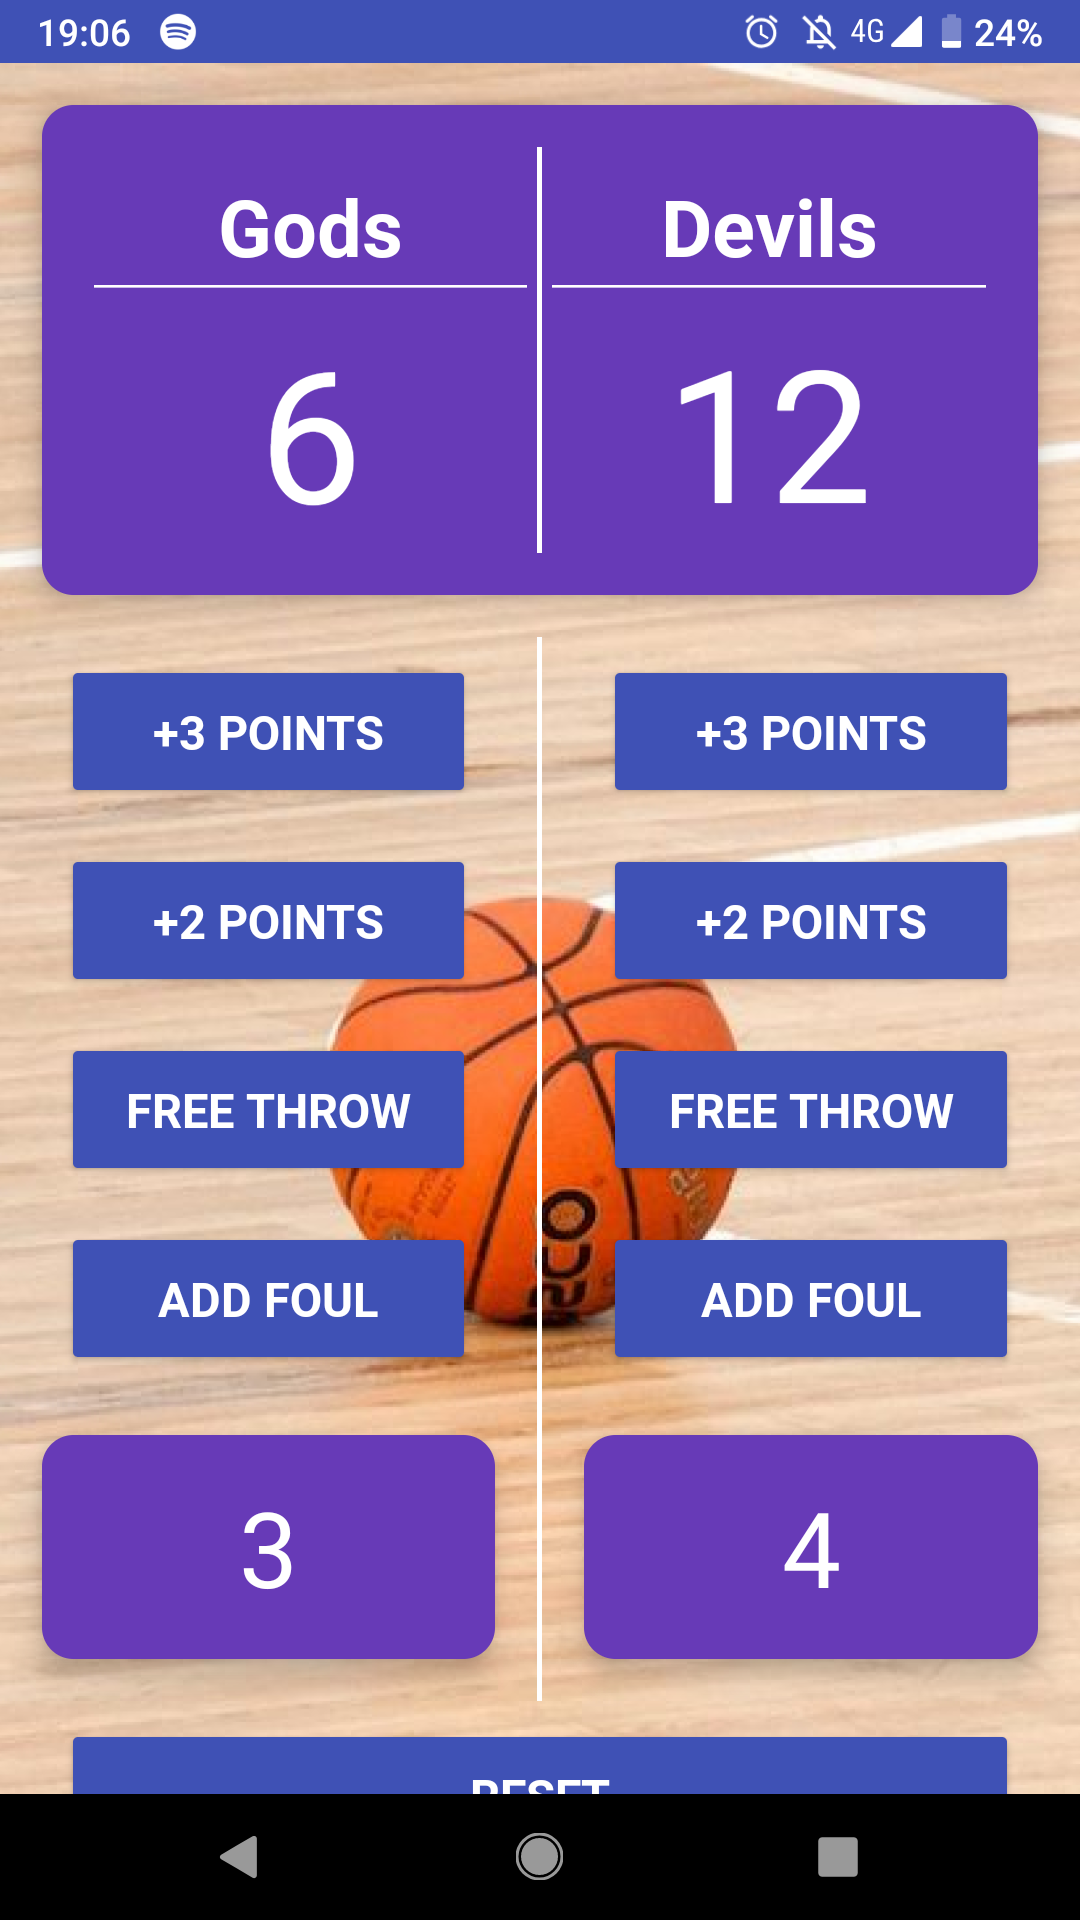 19:06 4G 24%
Gods Devils
6 12
+3 POINTS +3 POINTS
+2 POINTS +2 POINTS
FREE THROW FREE THROW
ADD FOUL ADD FOUL
3 4
RESET